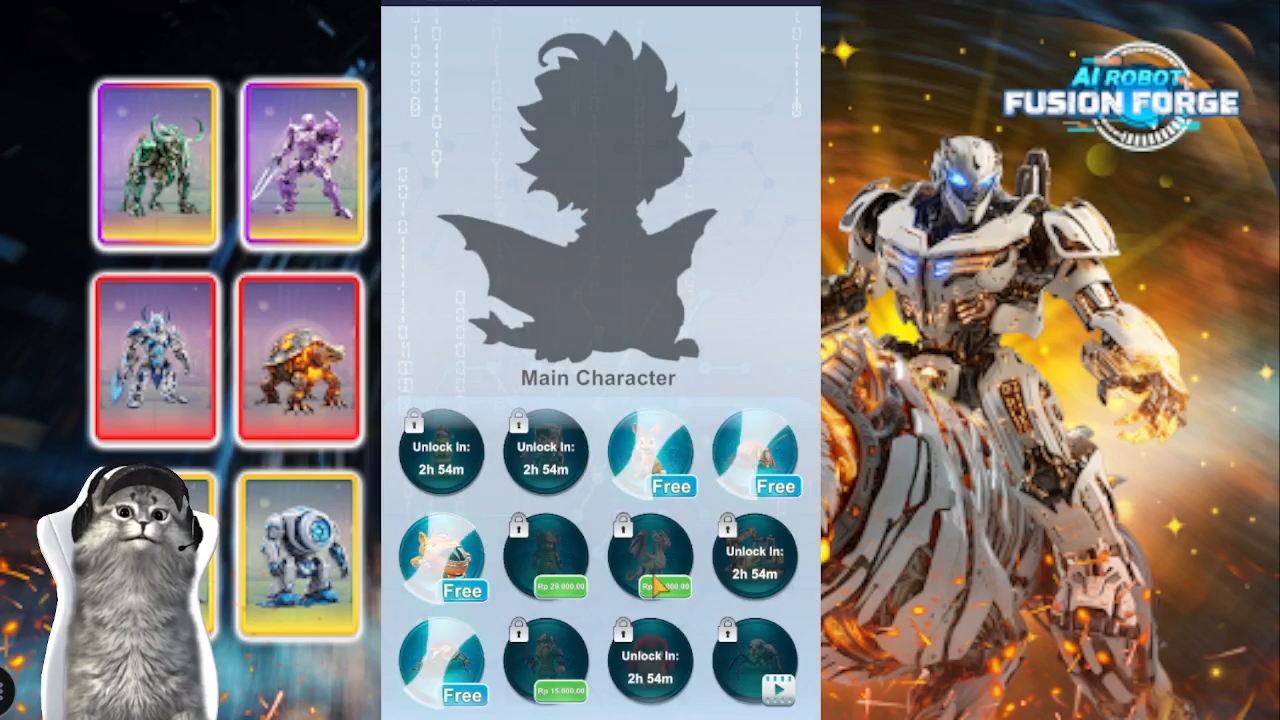 AI ROBOT
FUSION FORGE
Main Character
Unlock In:
2h 54m
Unlock In:
2h 54m
Free
Free
Free
Rp 29.000,00
Unlock In:
2h 54m
Free
Rp 15.000,00
Unlock In:
2h 54m